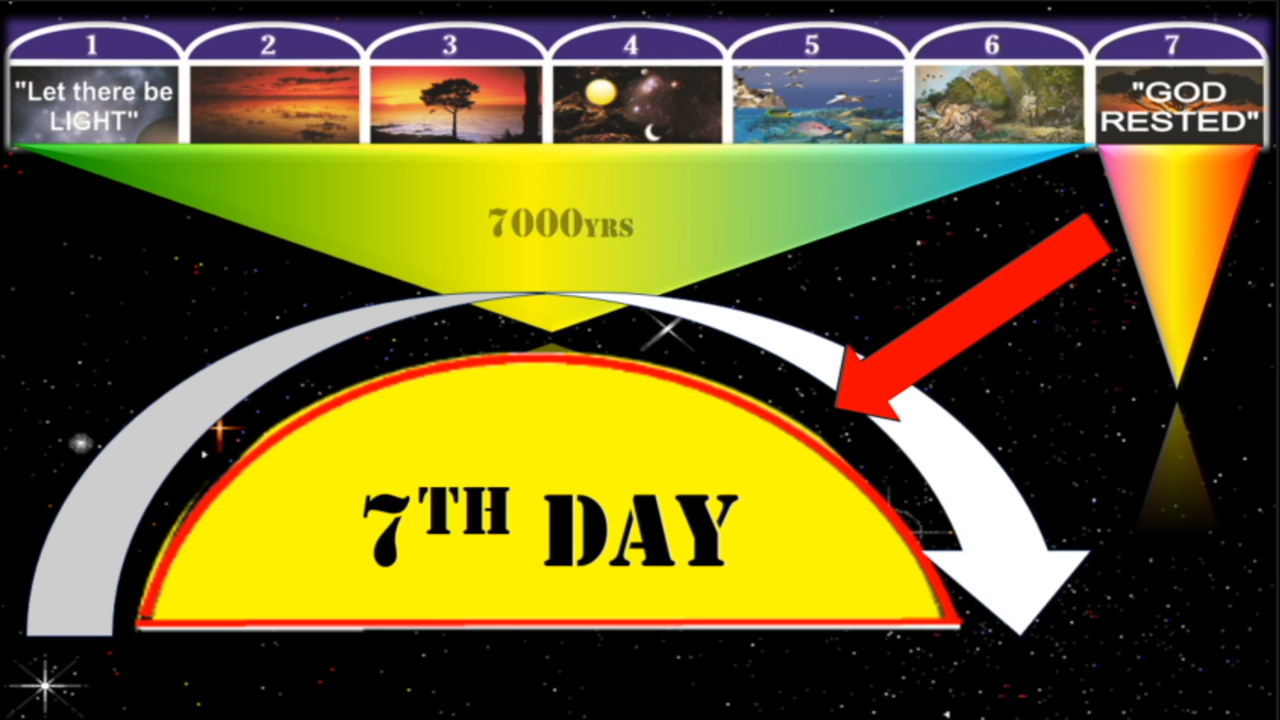 1 2 3 4 5 6 7
"Let there be
LIGHT"
"GOD
RESTED"
7000YRS
7TH DAY